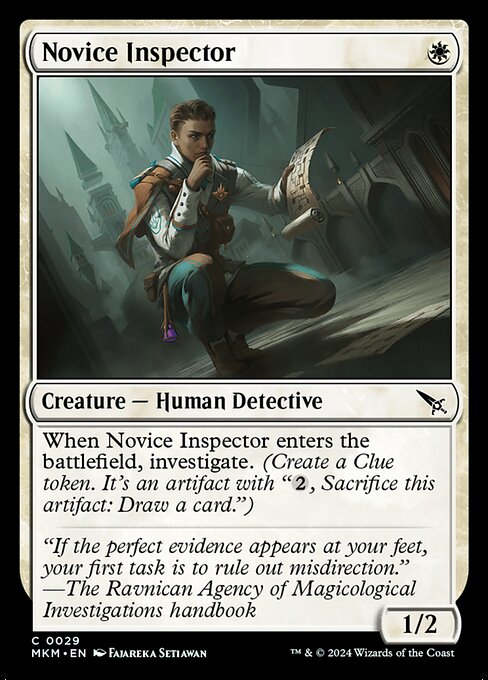 Novice Inspector
Creature — Human Detective
When Novice Inspector enters the
battlefield, investigate. (Create a Clue
token. It's an artifact with “2, Sacrifice this
artifact: Draw a card.”)
“If the perfect evidence appears at your feet,
your first task is to rule out misdirection.”
—The Ravnican Agency of Magicological
Investigations handbook
1/2
C 0029
MKM • EN Fajareka Setiawan
™ & © 2024 Wizards of the Coast